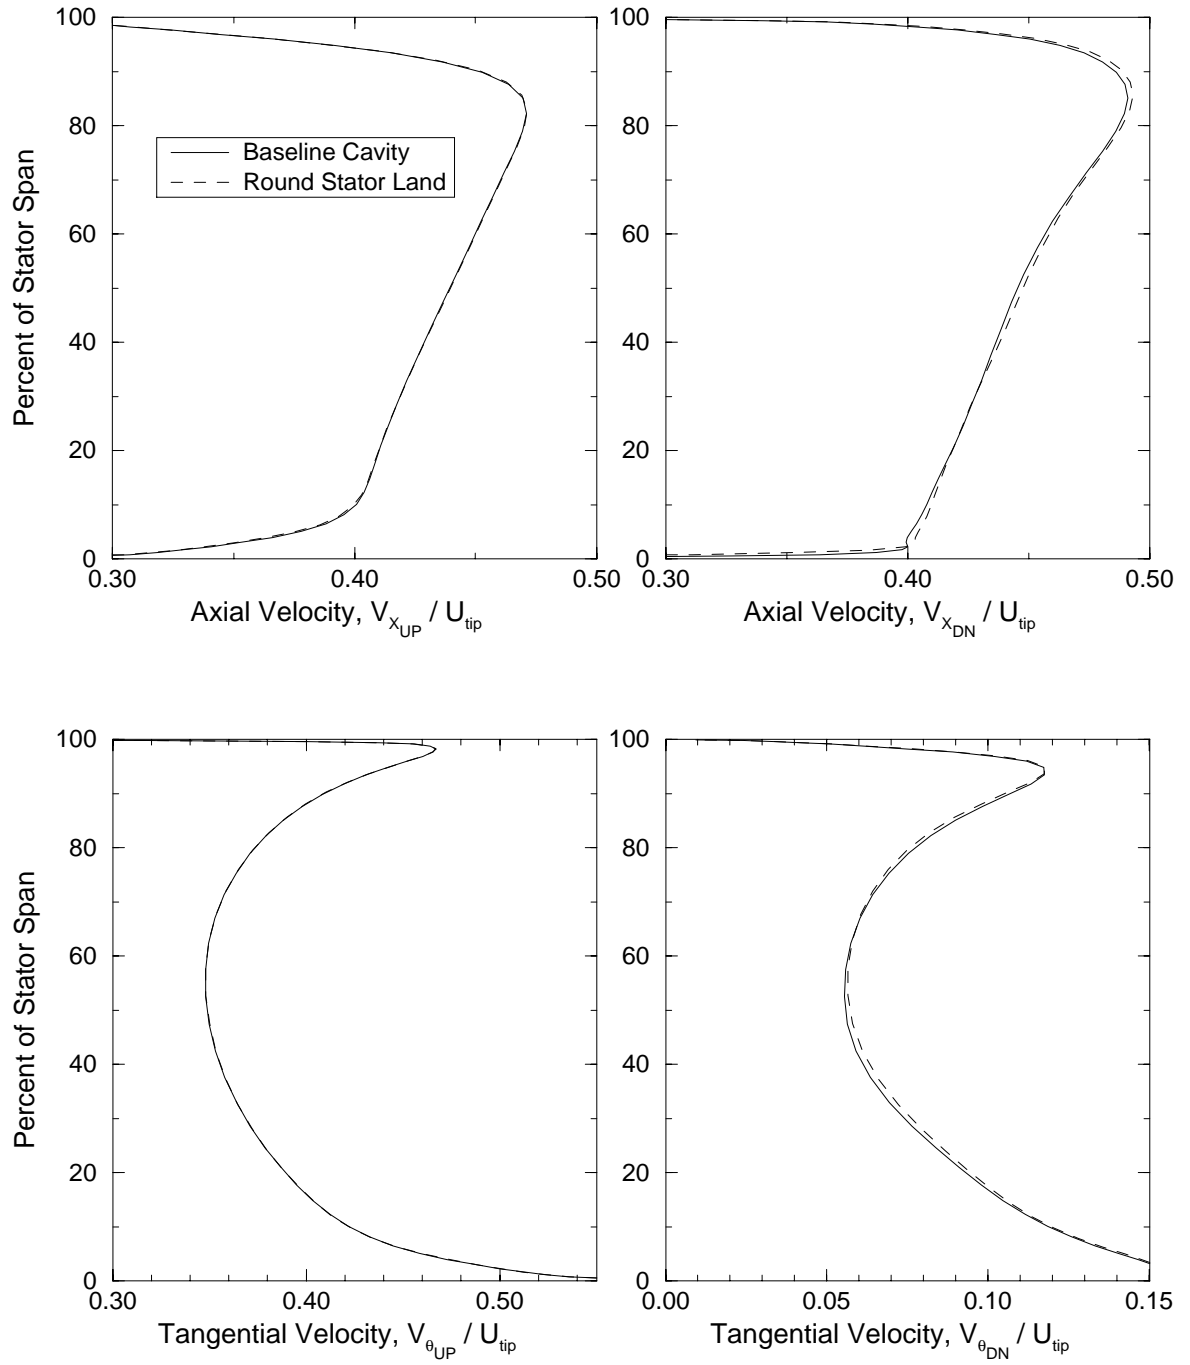 100
80
60
40
20
0
Percent of Stator Span
Baseline Cavity
Round Stator Land
0.30 0.40 0.50
Axial Velocity, V_X_UP / U_tip
100
80
60
40
20
0
0.30 0.40 0.50
Axial Velocity, V_X_DN / U_tip
100
80
60
40
20
0
Percent of Stator Span
0.30 0.40 0.50
Tangential Velocity, V_θ_UP / U_tip
100
80
60
40
20
0
0.00 0.05 0.10 0.15
Tangential Velocity, V_θ_DN / U_tip